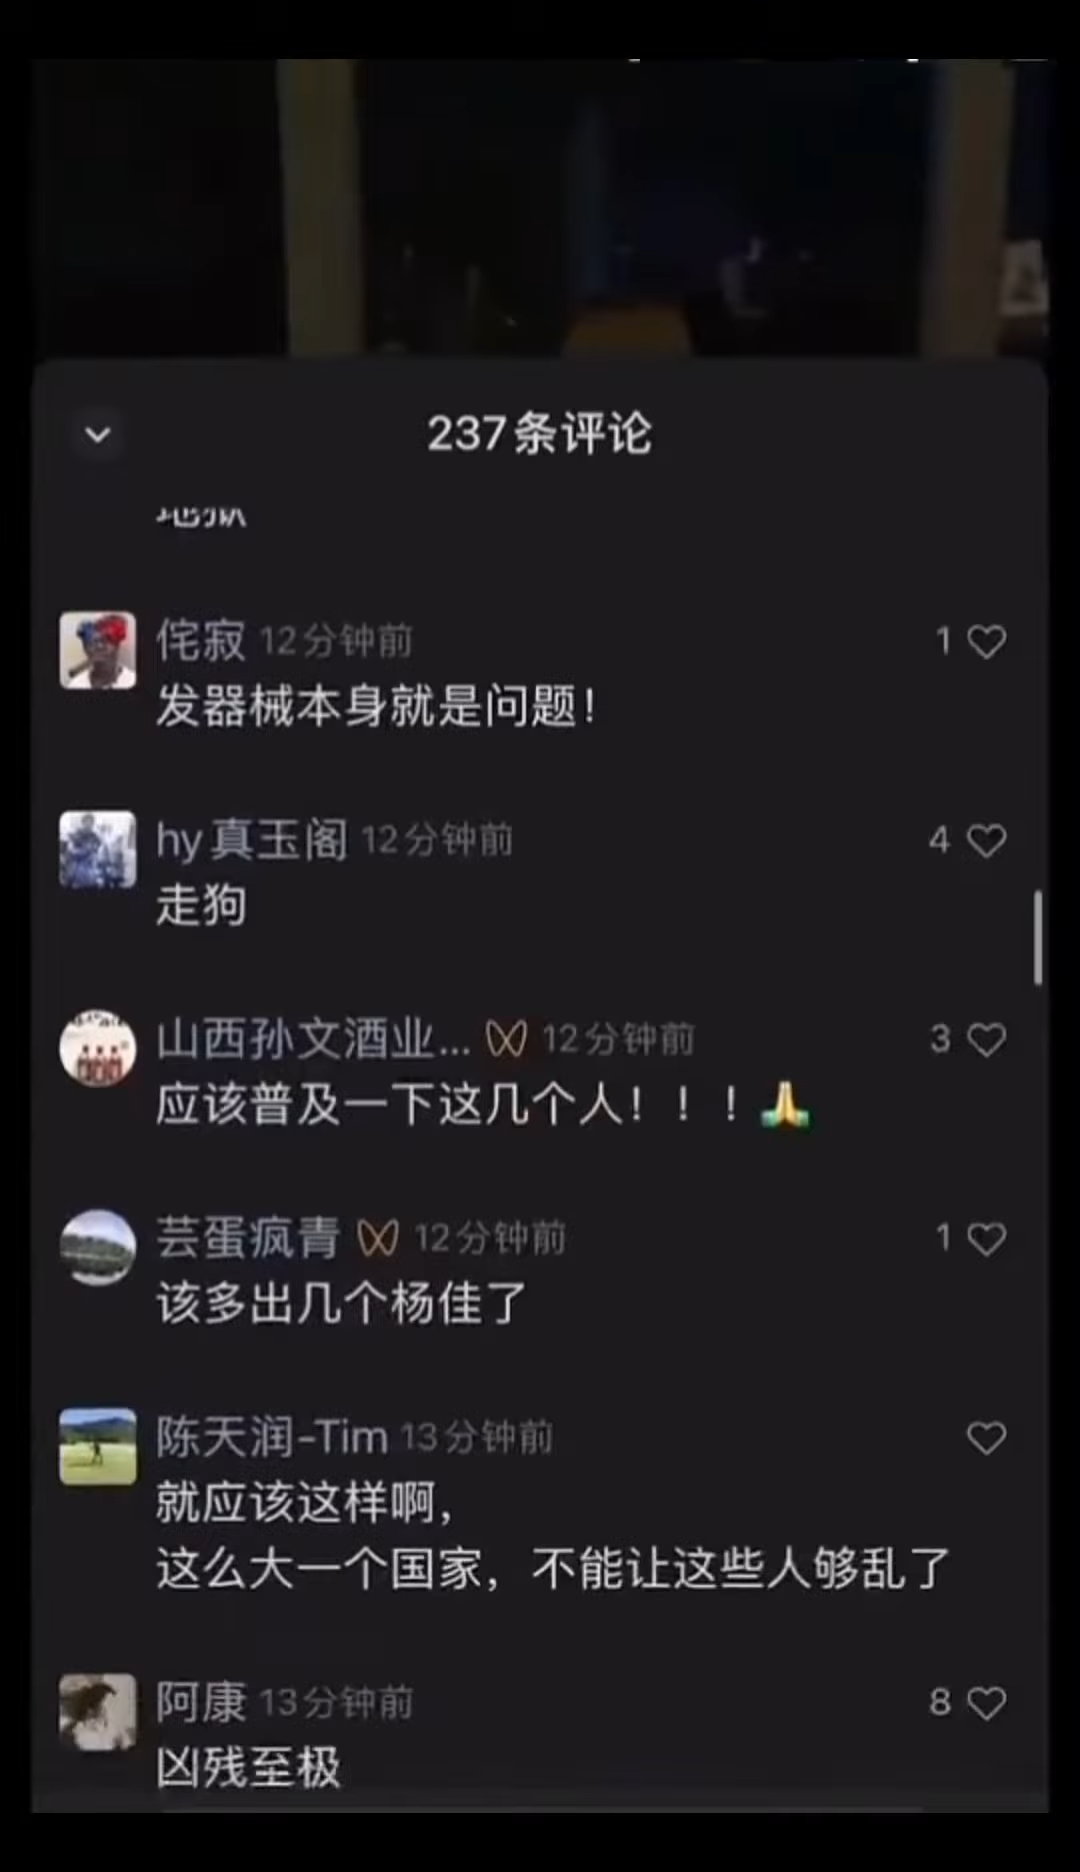 237条评论
地狱
侘寂 12分钟前 1
发器械本身就是问题！
hy真玉阁 12分钟前 4
走狗
山西孙文酒业... 12分钟前 3
应该普及一下这几个人！！！🙏
芸蛋疯青 12分钟前 1
该多出几个杨佳了
陈天润-Tim 13分钟前
就应该这样啊，
这么大一个国家，不能让这些人够乱了
阿康 13分钟前 8
凶残至极